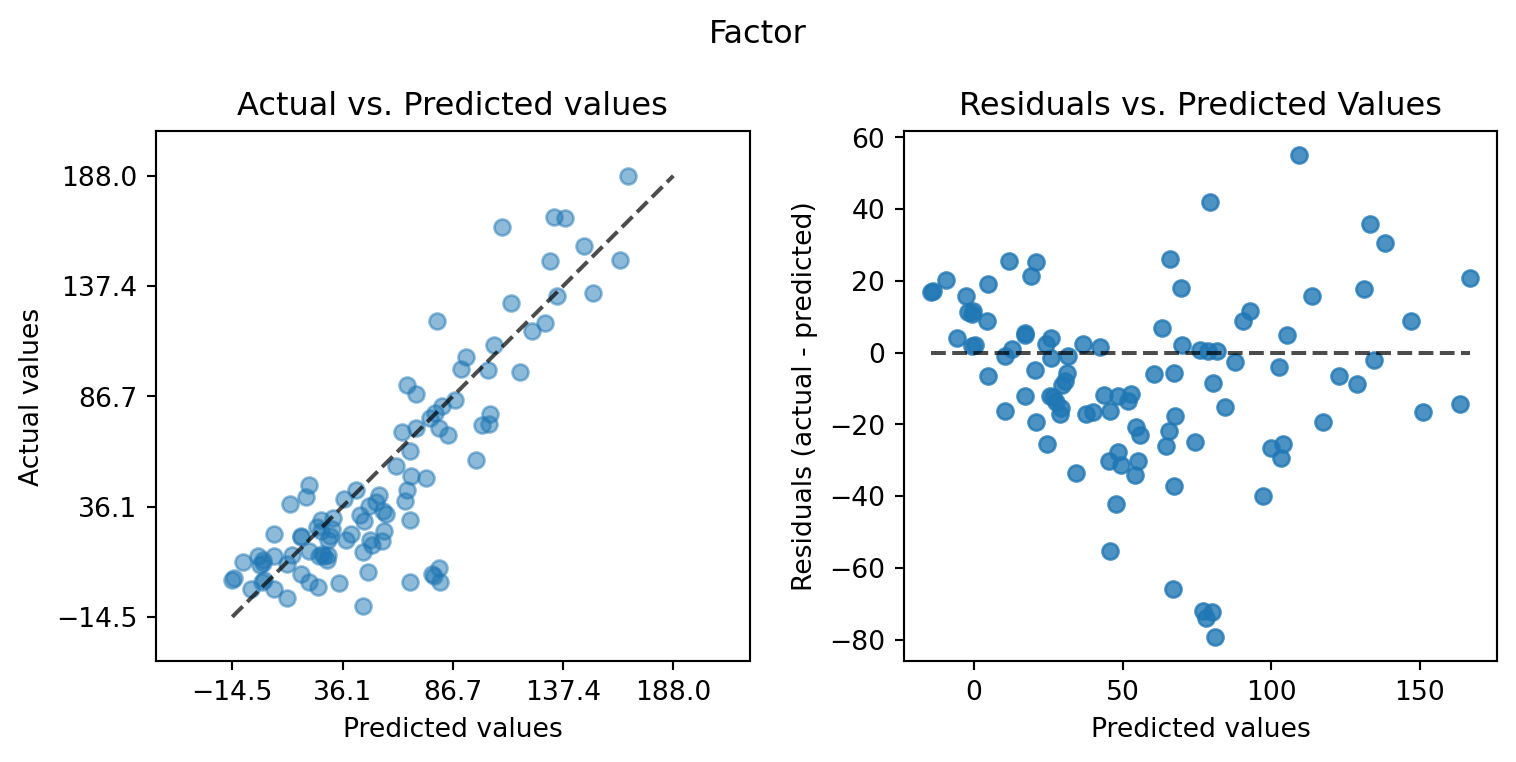 Factor
Actual vs. Predicted values
Actual values
188.0
137.4
86.7
36.1
−14.5
−14.5 36.1 86.7 137.4 188.0
Predicted values
Residuals vs. Predicted Values
Residuals (actual - predicted)
60
40
20
0
−20
−40
−60
−80
0 50 100 150
Predicted values